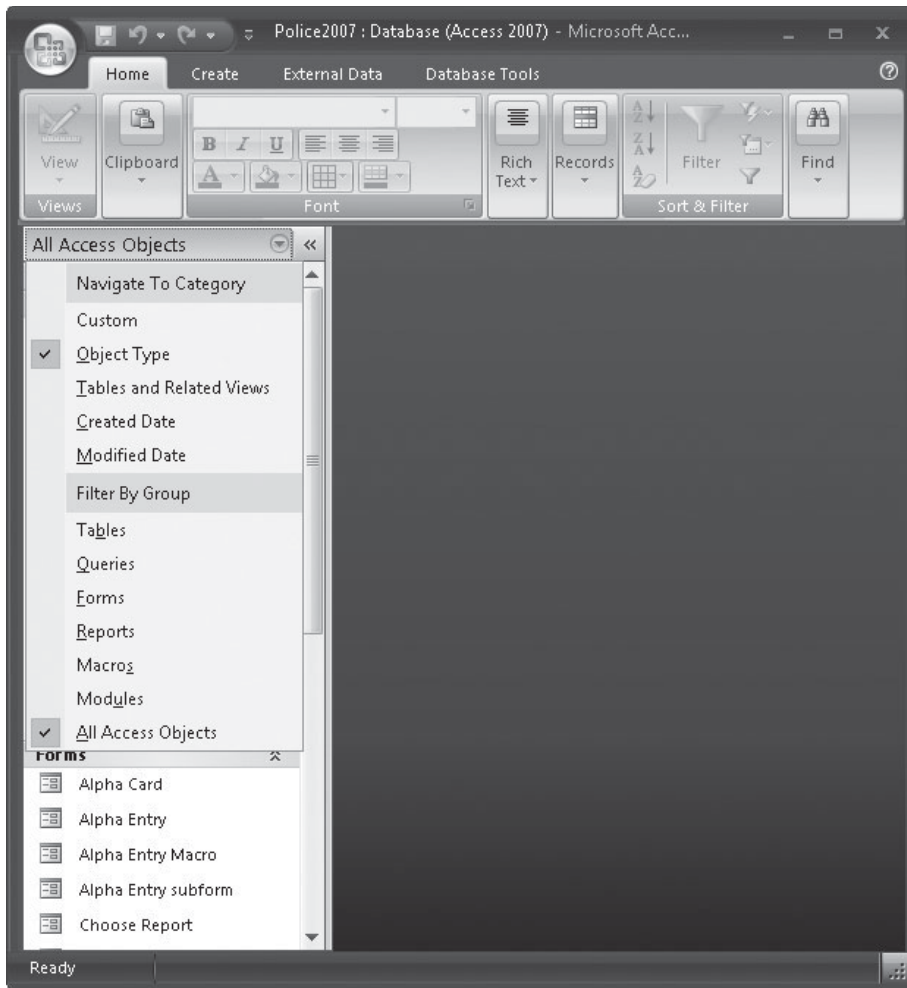 Police2007 : Database (Access 2007) - Microsoft Acc...
Home Create External Data Database Tools
View
Clipboard
B I U
A
Rich
Text
Records
A
Z
Z
A
A
Z
Filter
Find
Views
Font
Sort & Filter
All Access Objects
Navigate To Category
Custom
Object Type
Tables and Related Views
Created Date
Modified Date
Filter By Group
Tables
Queries
Forms
Reports
Macros
Modules
All Access Objects
Forms
Alpha Card
Alpha Entry
Alpha Entry Macro
Alpha Entry subform
Choose Report
Ready